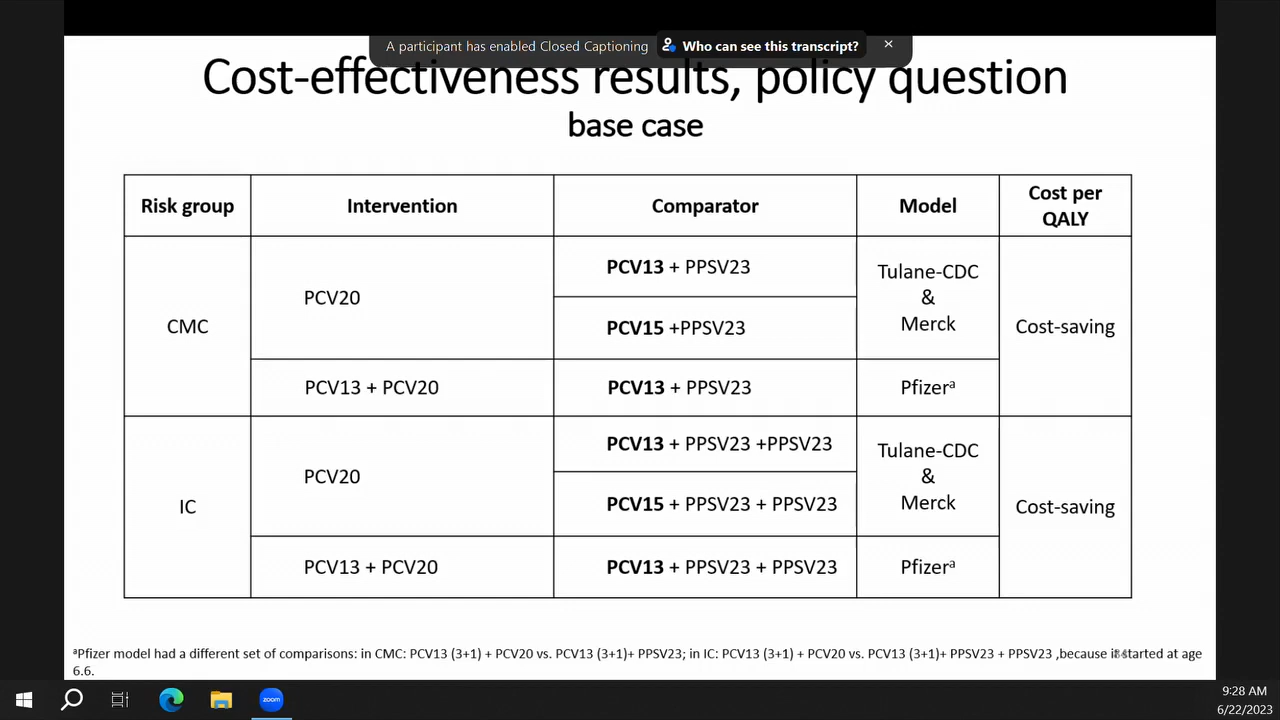 A participant has enabled Closed Captioning Who can see this transcript? ×
Cost-effectiveness results, policy question
base case
Risk group Intervention Comparator Model Cost per QALY
CMC PCV20 PCV13 + PPSV23 Tulane-CDC & Merck Cost-saving
PCV15 +PPSV23
PCV13 + PCV20 PCV13 + PPSV23 Pfizerᵃ
IC PCV20 PCV13 + PPSV23 +PPSV23 Tulane-CDC & Merck Cost-saving
PCV15 + PPSV23 + PPSV23
PCV13 + PCV20 PCV13 + PPSV23 + PPSV23 Pfizerᵃ
ᵃPfizer model had a different set of comparisons: in CMC: PCV13 (3+1) + PCV20 vs. PCV13 (3+1)+ PPSV23; in IC: PCV13 (3+1) + PCV20 vs. PCV13 (3+1)+ PPSV23 + PPSV23 ,because it started at age
6.6.
zoom
9:28 AM
6/22/2023